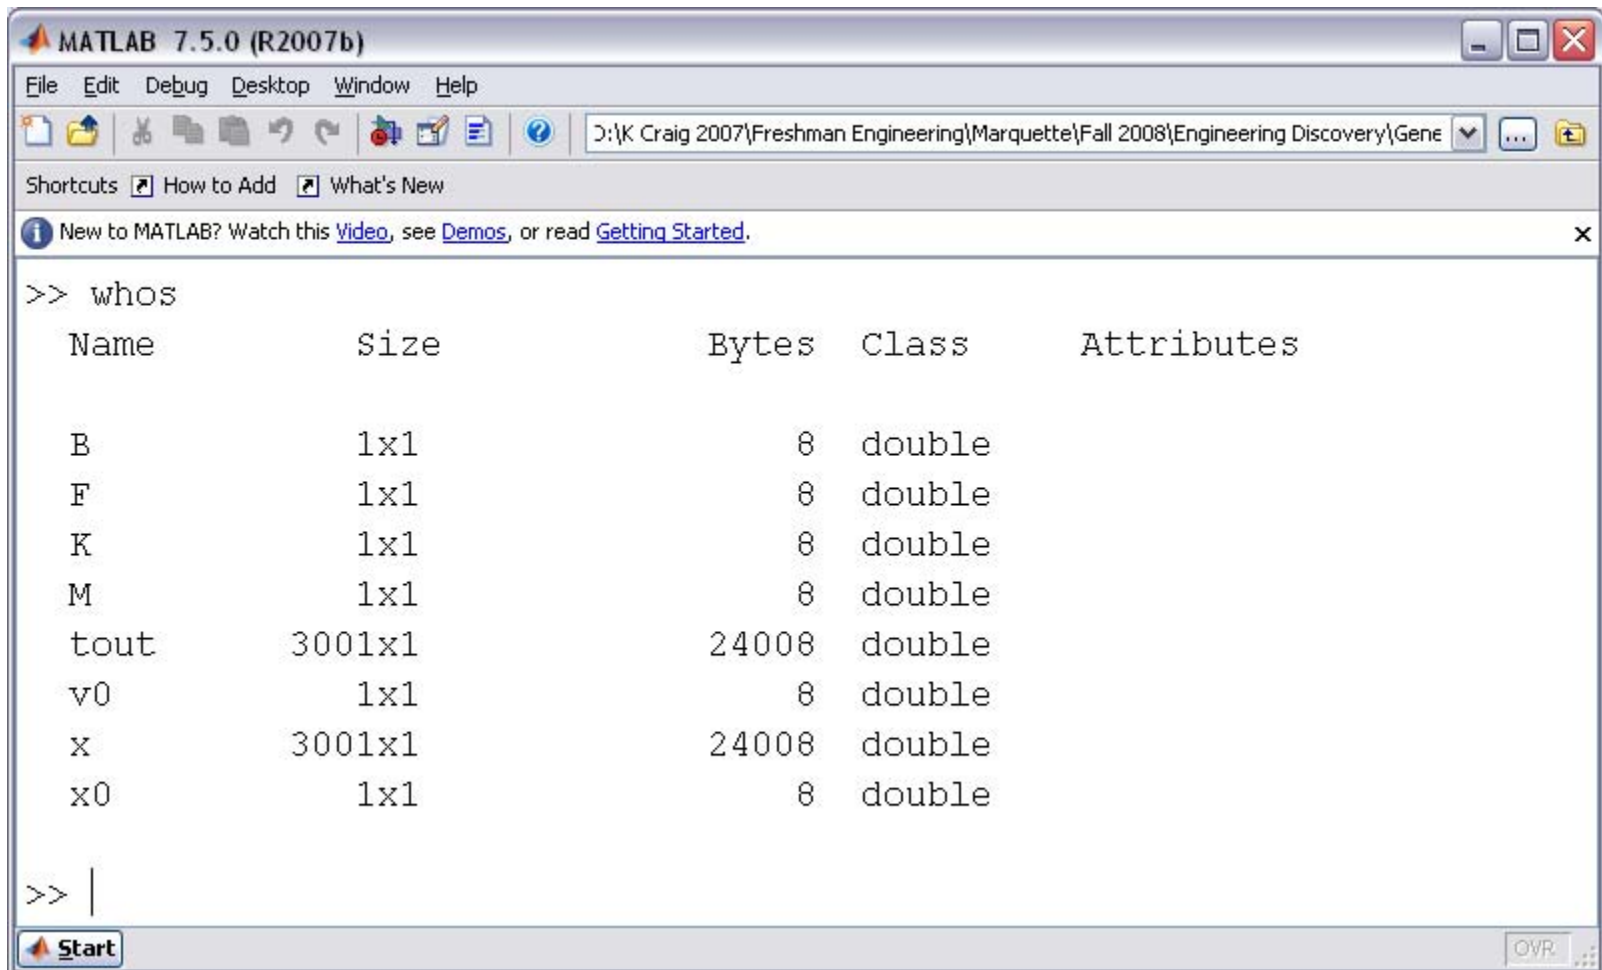 MATLAB 7.5.0 (R2007b)
File Edit Debug Desktop Window Help
D:\K Craig 2007\Freshman Engineering\Marquette\Fall 2008\Engineering Discovery\Gene ...
Shortcuts How to Add What's New
New to MATLAB? Watch this Video, see Demos, or read Getting Started.
>> whos
Name Size Bytes Class Attributes
B 1x1 8 double
F 1x1 8 double
K 1x1 8 double
M 1x1 8 double
tout 3001x1 24008 double
v0 1x1 8 double
x 3001x1 24008 double
x0 1x1 8 double
>>
Start OVR